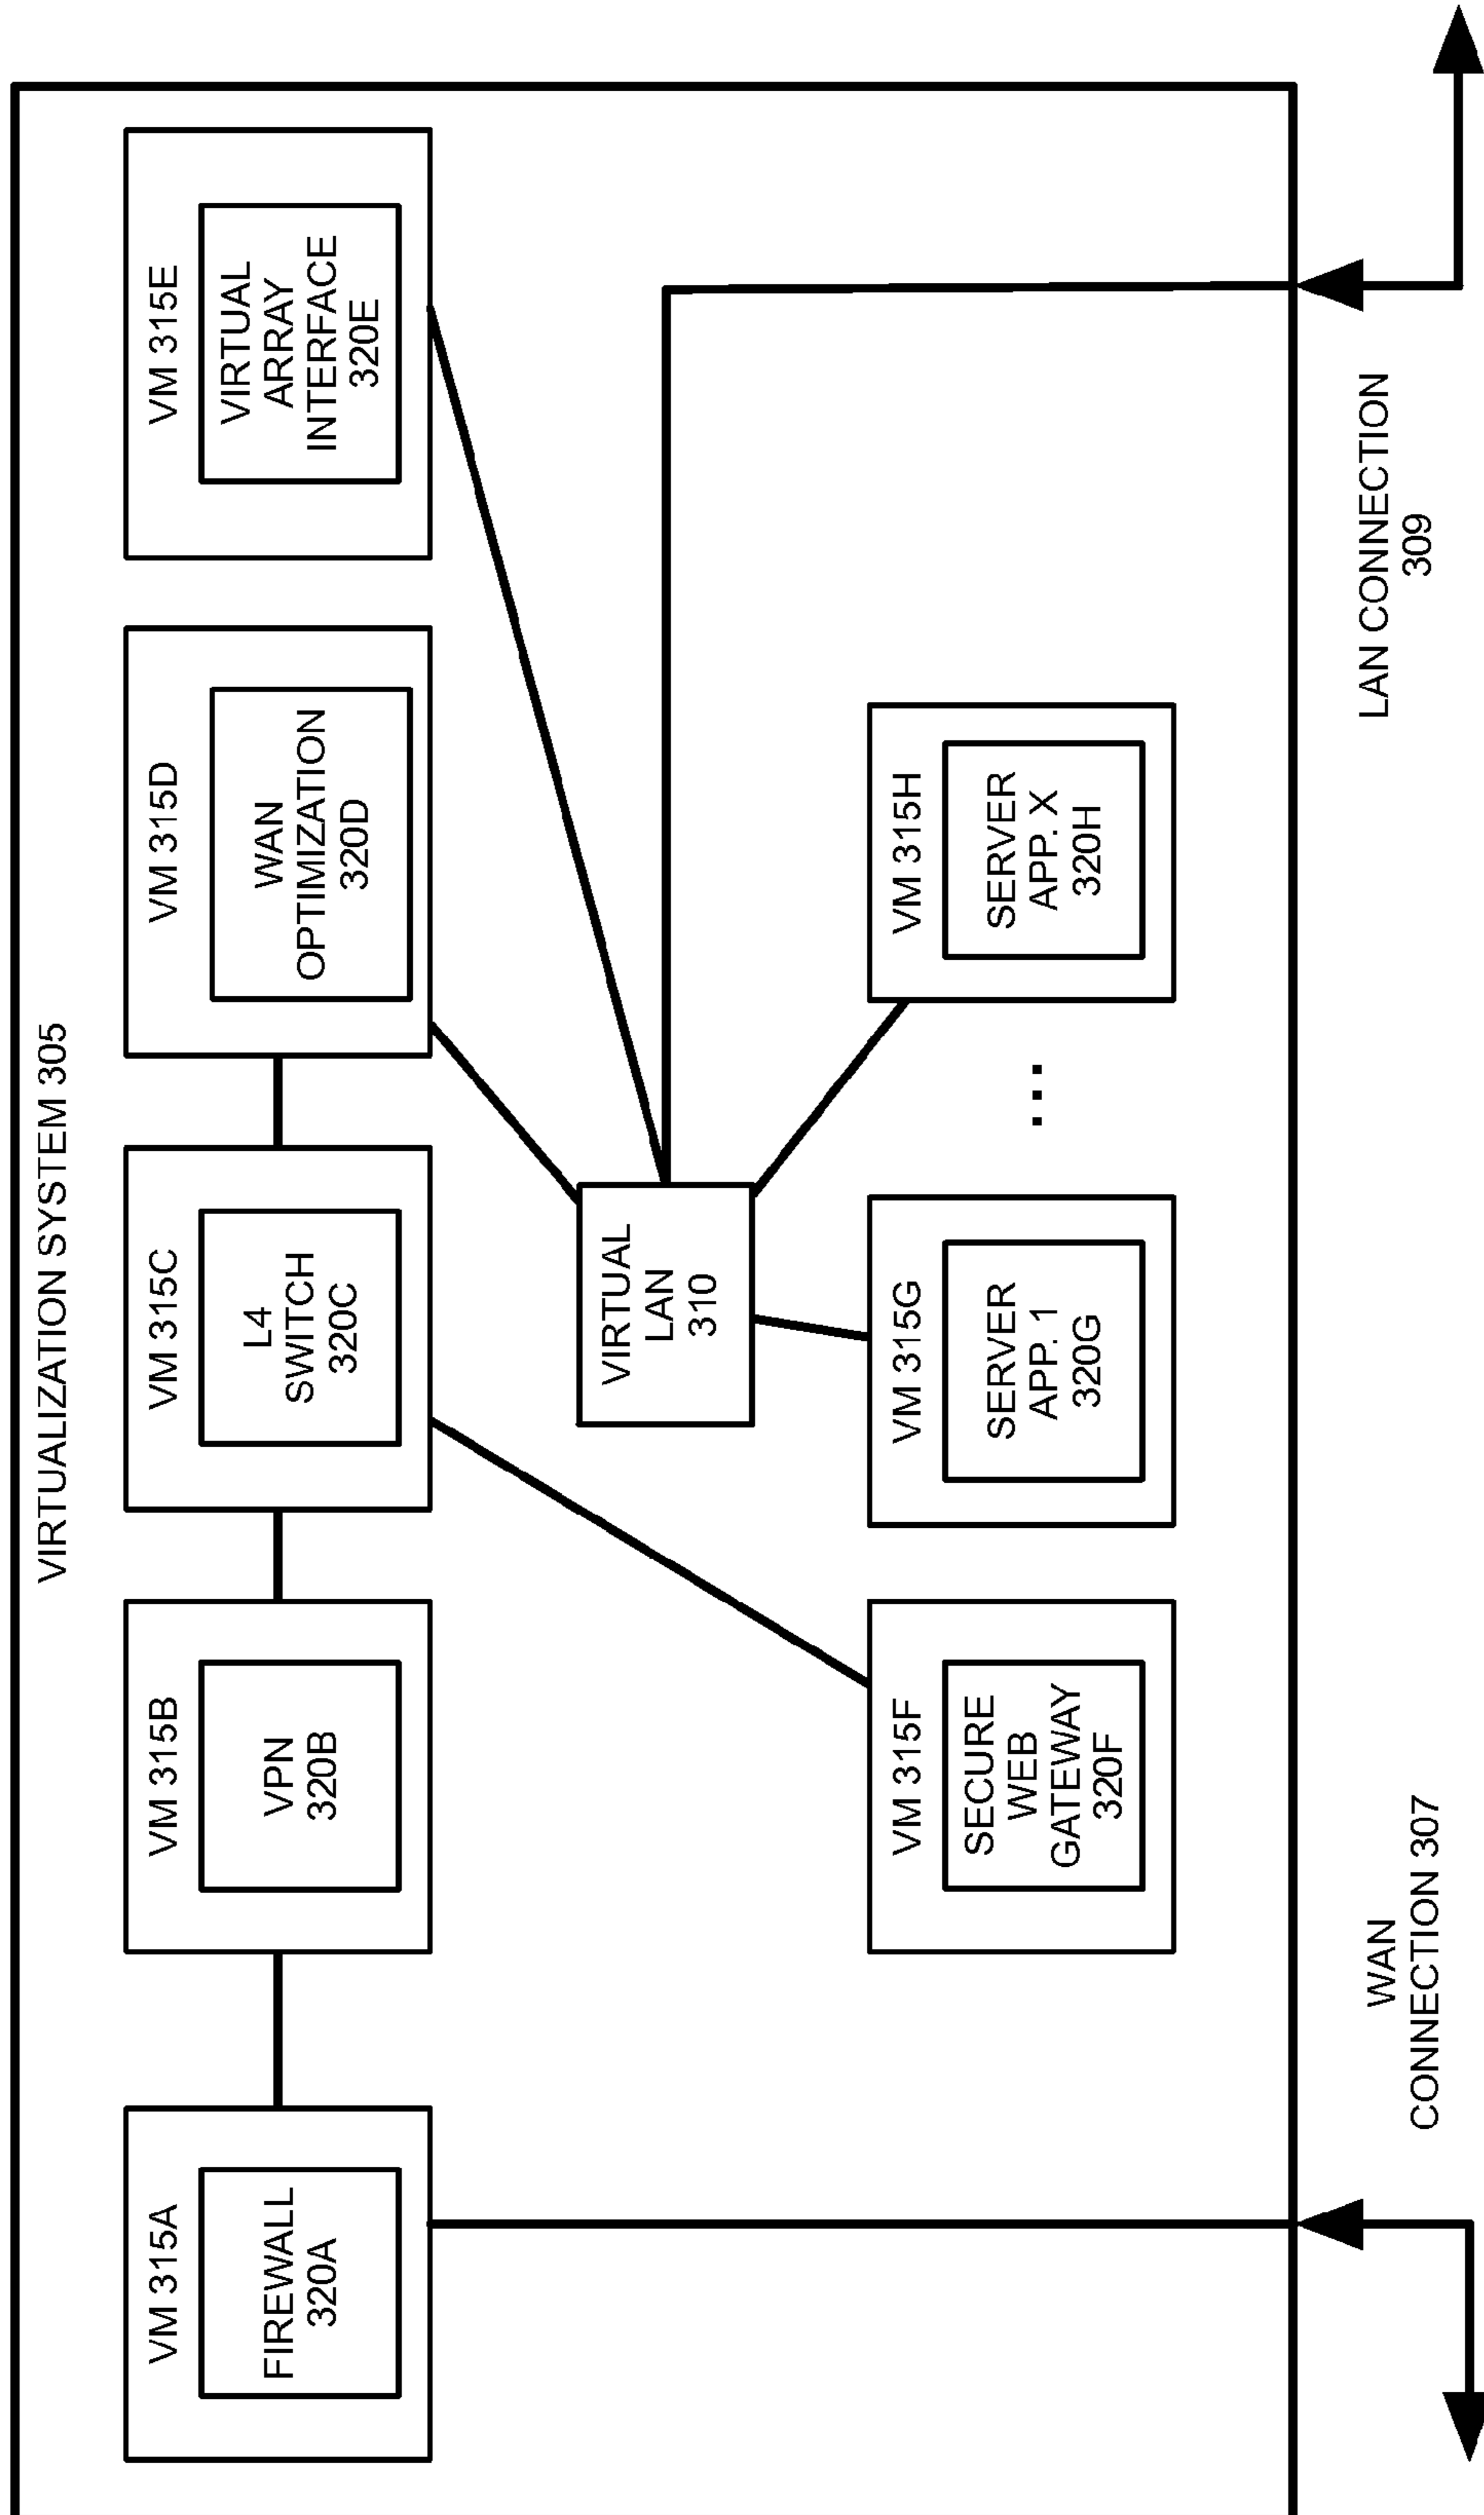 VIRTUALIZATION SYSTEM 305
VM 315A
FIREWALL
320A
VM 315B
VPN
320B
VM 315C
L4
SWITCH
320C
VM 315D
WAN
OPTIMIZATION
320D
VM 315E
VIRTUAL
ARRAY
INTERFACE
320E
VIRTUAL
LAN
310
VM 315F
SECURE
WEB
GATEWAY
320F
VM 315G
SERVER
APP. 1
320G
...
VM 315H
SERVER
APP. X
320H
WAN
CONNECTION 307
LAN CONNECTION
309